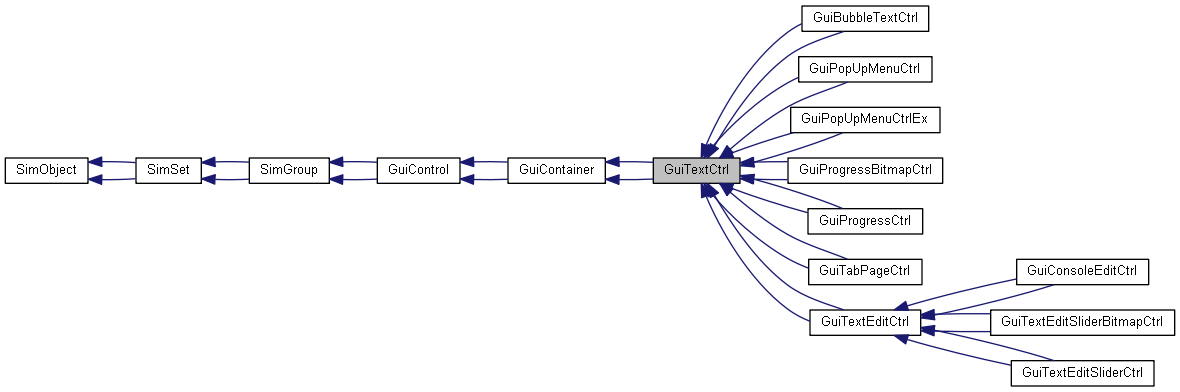 GuiBubbleTextCtrl
GuiPopUpMenuCtrl
GuiPopUpMenuCtrlEx
SimObject
SimSet
SimGroup
GuiControl
GuiContainer
GuiTextCtrl
GuiProgressBitmapCtrl
GuiProgressCtrl
GuiTabPageCtrl
GuiConsoleEditCtrl
GuiTextEditCtrl
GuiTextEditSliderBitmapCtrl
GuiTextEditSliderCtrl